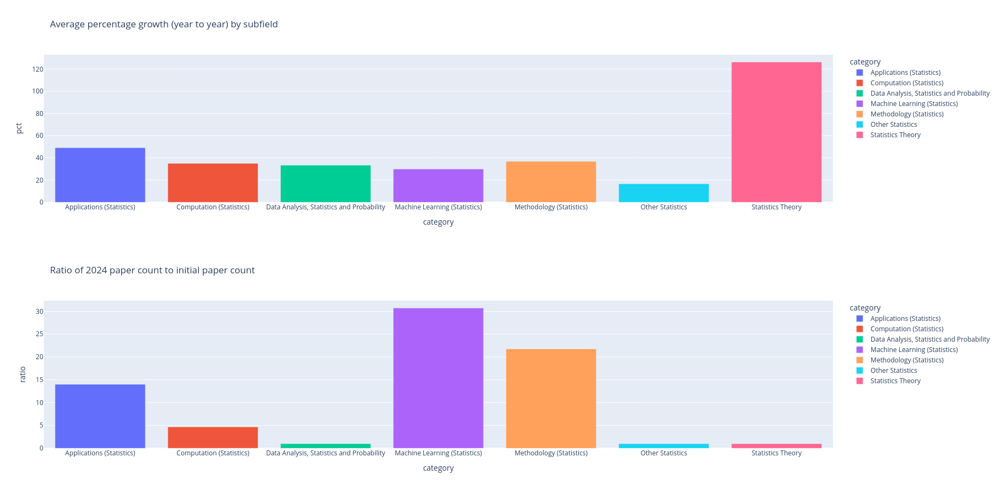 Average percentage growth (year to year) by subfield
120
100
80
60
40
20
0
pct
Applications (Statistics)
Computation (Statistics)
Data Analysis, Statistics and Probability
Machine Learning (Statistics)
Methodology (Statistics)
Other Statistics
Statistics Theory
category
category
Applications (Statistics)
Computation (Statistics)
Data Analysis, Statistics and Probability
Machine Learning (Statistics)
Methodology (Statistics)
Other Statistics
Statistics Theory
Ratio of 2024 paper count to initial paper count
30
25
20
15
10
5
0
ratio
Applications (Statistics)
Computation (Statistics)
Data Analysis, Statistics and Probability
Machine Learning (Statistics)
Methodology (Statistics)
Other Statistics
Statistics Theory
category
category
Applications (Statistics)
Computation (Statistics)
Data Analysis, Statistics and Probability
Machine Learning (Statistics)
Methodology (Statistics)
Other Statistics
Statistics Theory